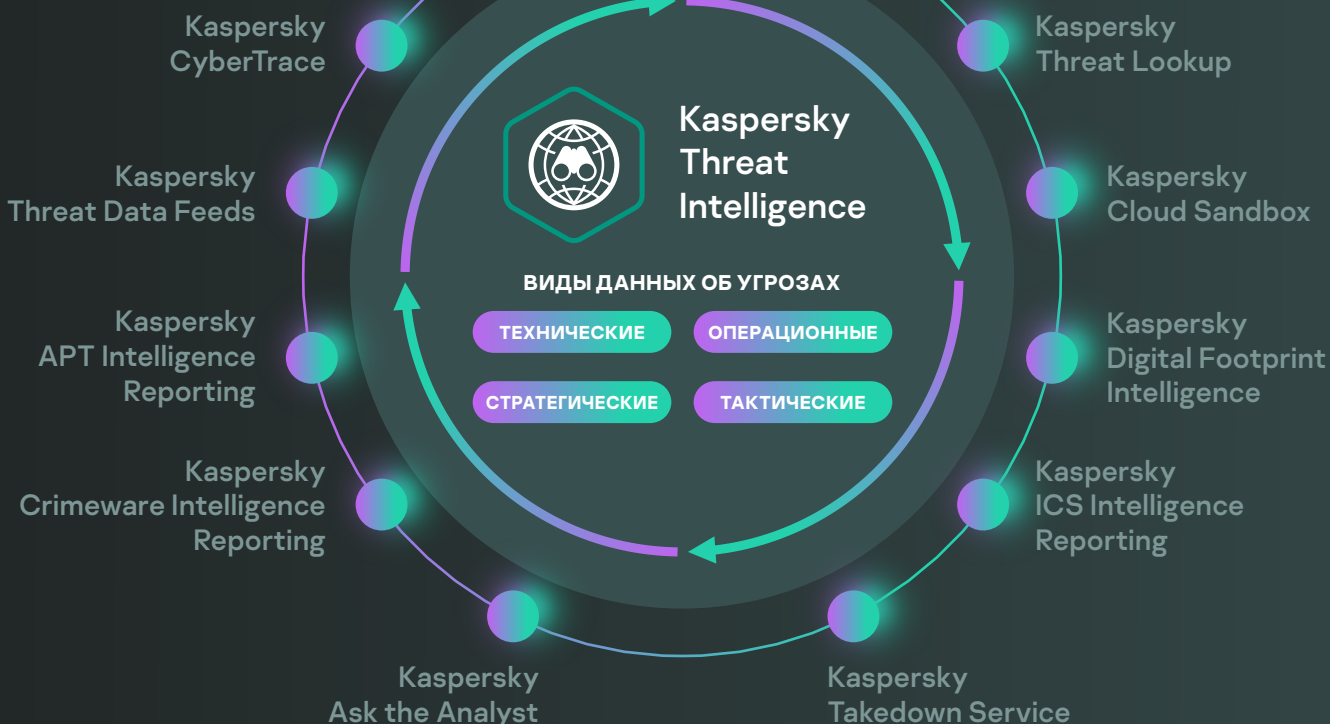 Kaspersky
CyberTrace
Kaspersky
Threat Data Feeds
Kaspersky
APT Intelligence
Reporting
Kaspersky
Crimeware Intelligence
Reporting
Kaspersky
Ask the Analyst
Kaspersky
Threat
Intelligence
ВИДЫ ДАННЫХ ОБ УГРОЗАХ
ТЕХНИЧЕСКИЕ
ОПЕРАЦИОННЫЕ
СТРАТЕГИЧЕСКИЕ
ТАКТИЧЕСКИЕ
Kaspersky
Threat Lookup
Kaspersky
Cloud Sandbox
Kaspersky
Digital Footprint
Intelligence
Kaspersky
ICS Intelligence
Reporting
Kaspersky
Takedown Service